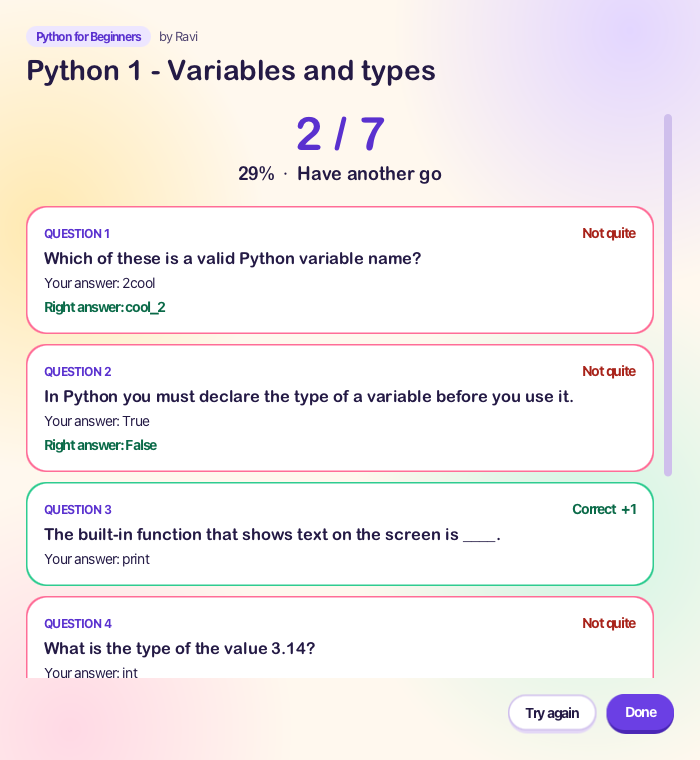 Python for Beginners by Ravi
Python 1 - Variables and types
2 / 7
29% · Have another go
QUESTION 1 Not quite
Which of these is a valid Python variable name?
Your answer: 2cool
Right answer: cool_2
QUESTION 2 Not quite
In Python you must declare the type of a variable before you use it.
Your answer: True
Right answer: False
QUESTION 3 Correct +1
The built-in function that shows text on the screen is ____.
Your answer: print
QUESTION 4 Not quite
What is the type of the value 3.14?
Your answer: int
Try again Done